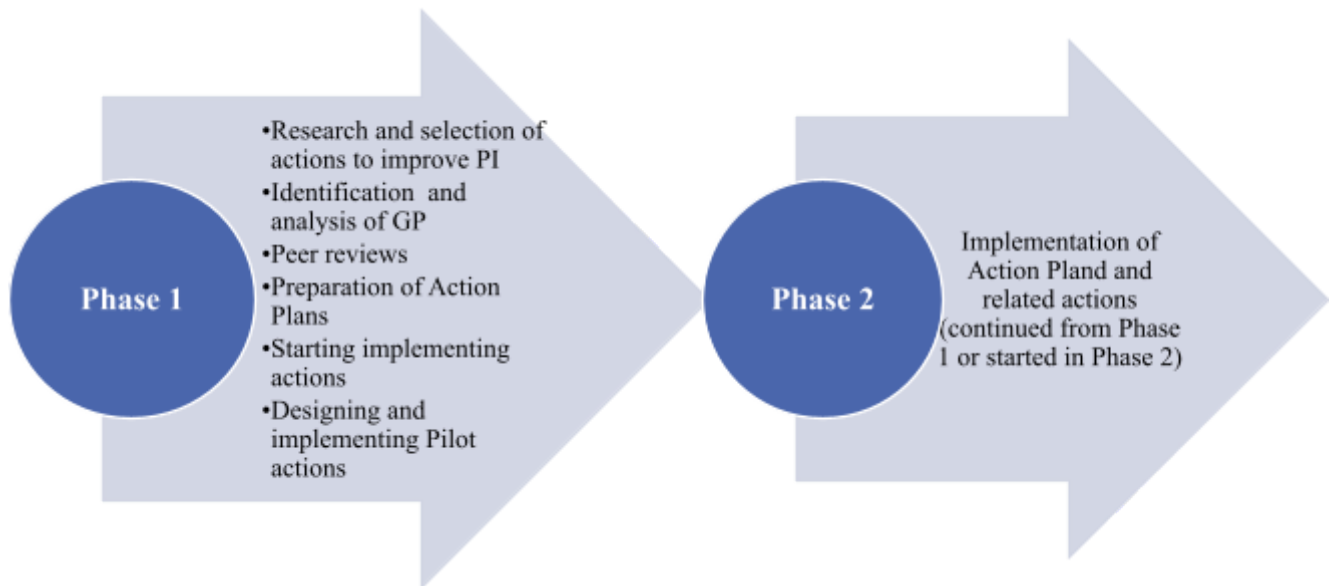 Phase 1
•Research and selection of
actions to improve PI
•Identification and
analysis of GP
•Peer reviews
•Preparation of Action
Plans
•Starting implementing
actions
•Designing and
implementing Pilot
actions
Phase 2
Implementation of
Action Pland and
related actions
(continued from Phase
1 or started in Phase 2)